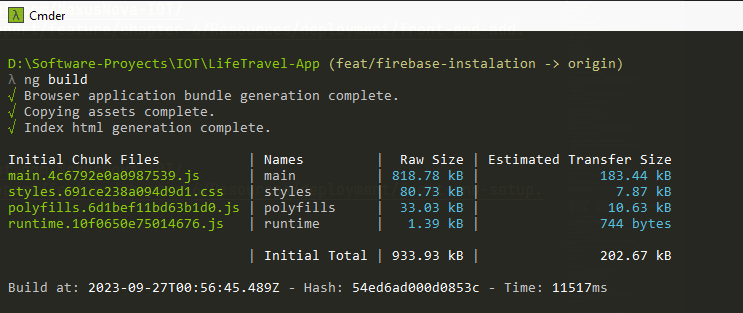 Cmder
D:\Software-Proyects\IOT\LifeTravel-App (feat/firebase-instalation -> origin)
λ ng build
√ Browser application bundle generation complete.
√ Copying assets complete.
√ Index html generation complete.
Initial Chunk Files | Names | Raw Size | Estimated Transfer Size
main.4c6792e0a0987539.js | main | 818.78 kB | 183.44 kB
styles.691ce238a094d9d1.css | styles | 80.73 kB | 7.87 kB
polyfills.6d1bef11bd63b1d0.js | polyfills | 33.03 kB | 10.63 kB
runtime.10f0650e75014676.js | runtime | 1.39 kB | 744 bytes
| Initial Total | 933.93 kB | 202.67 kB
Build at: 2023-09-27T00:56:45.489Z - Hash: 54ed6ad000d0853c - Time: 11517ms